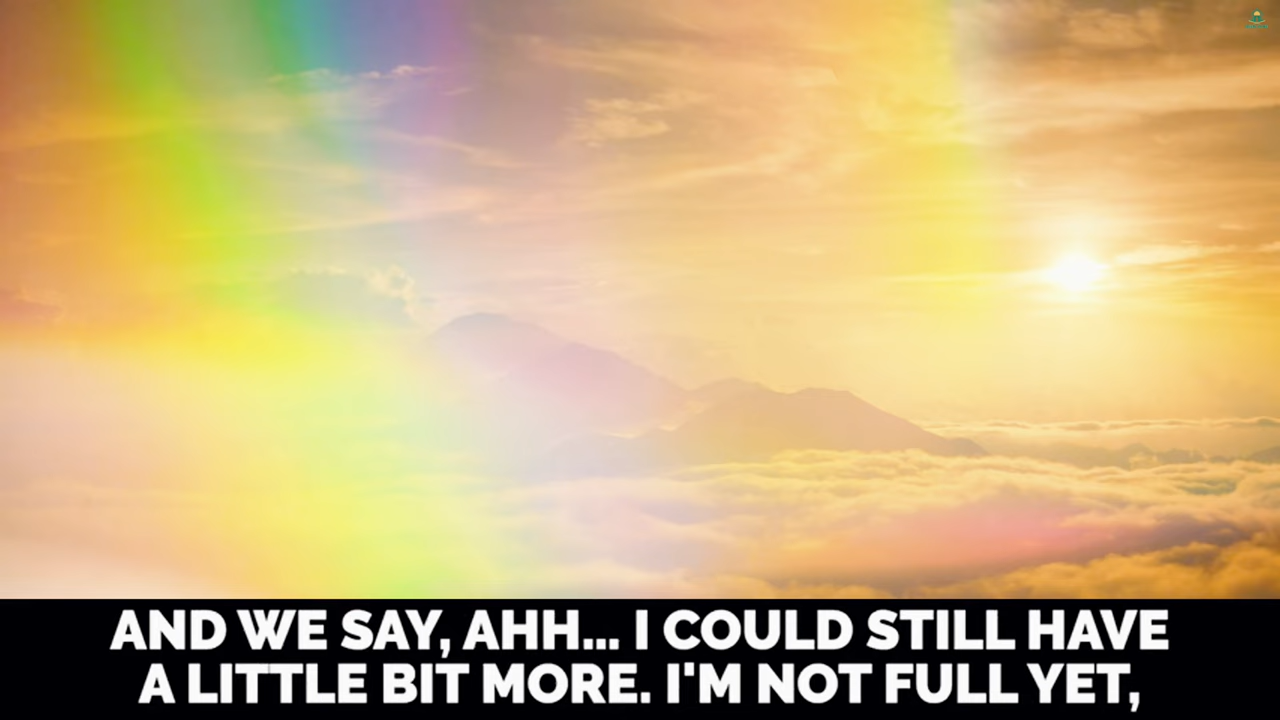 AND WE SAY, AHH... I COULD STILL HAVE
A LITTLE BIT MORE. I'M NOT FULL YET,